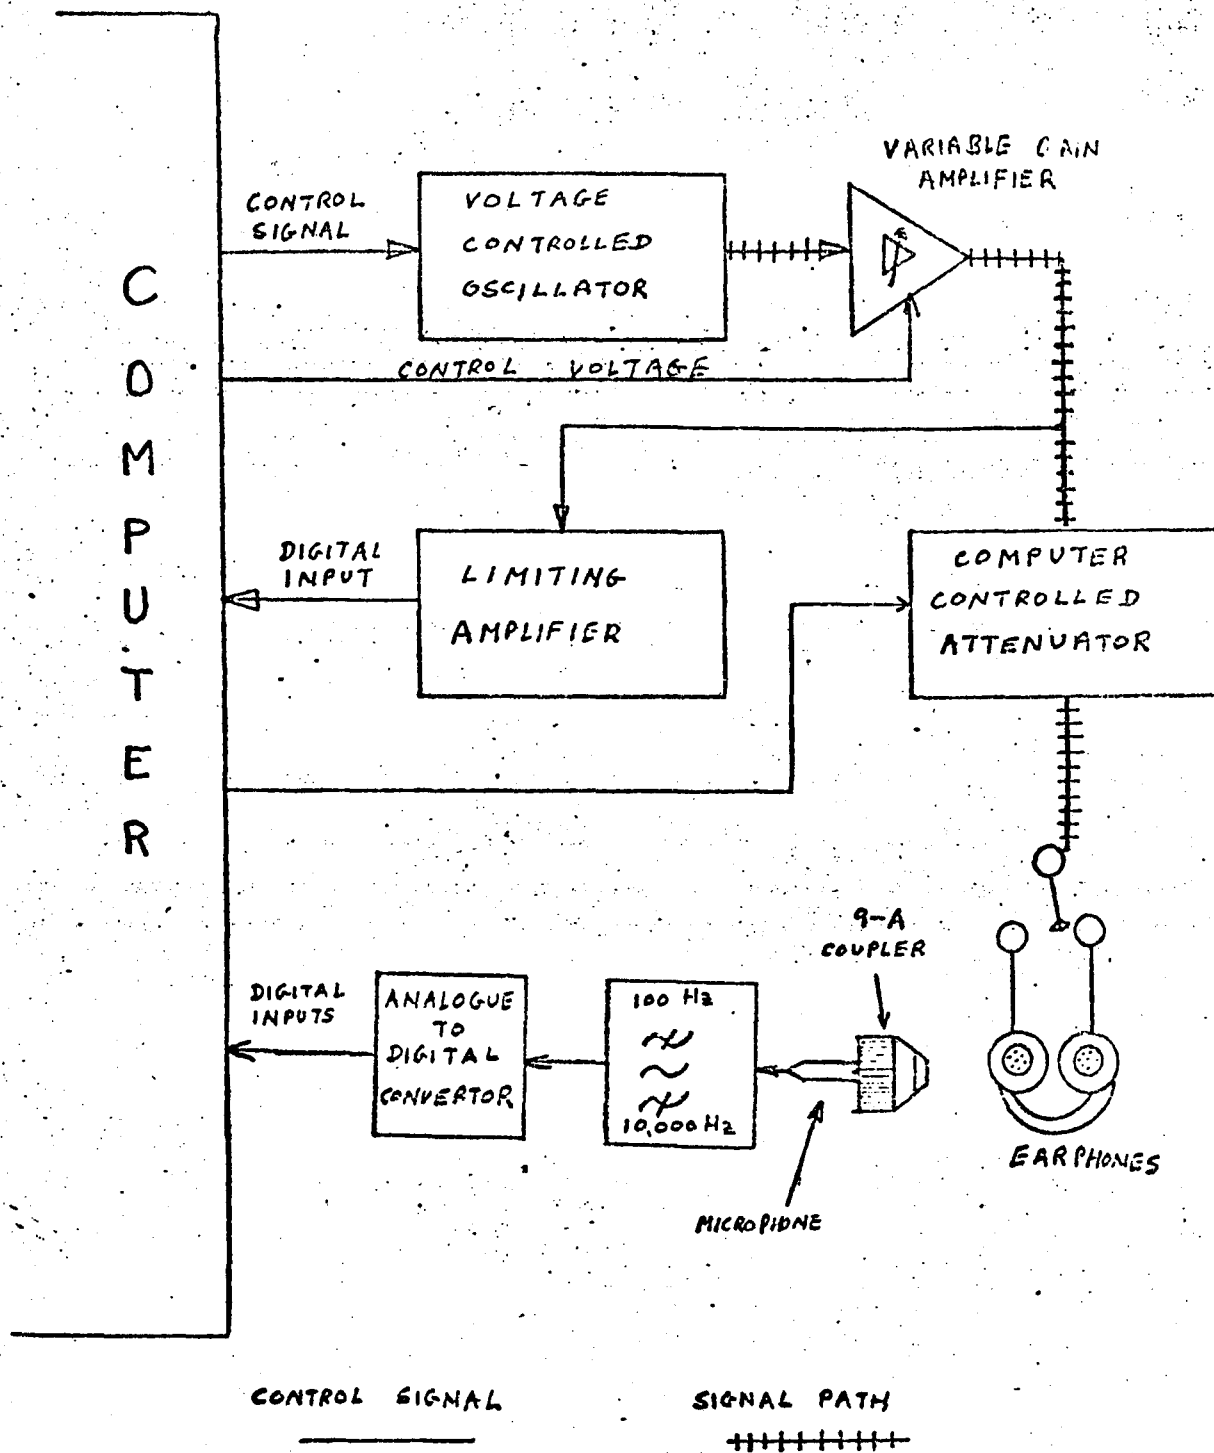 VARIABLE GAIN
AMPLIFIER
CONTROL
SIGNAL
VOLTAGE
CONTROLLED
OSCILLATOR
CONTROL VOLTAGE
COMPUTER
DIGITAL
INPUT
LIMITING
AMPLIFIER
COMPUTER
CONTROLLED
ATTENUATOR
9-A
COUPLER
DIGITAL
INPUTS
ANALOGUE
TO
DIGITAL
CONVERTOR
100 Hz
10,000 Hz
EARPHONES
MICROPHONE
CONTROL SIGNAL
SIGNAL PATH